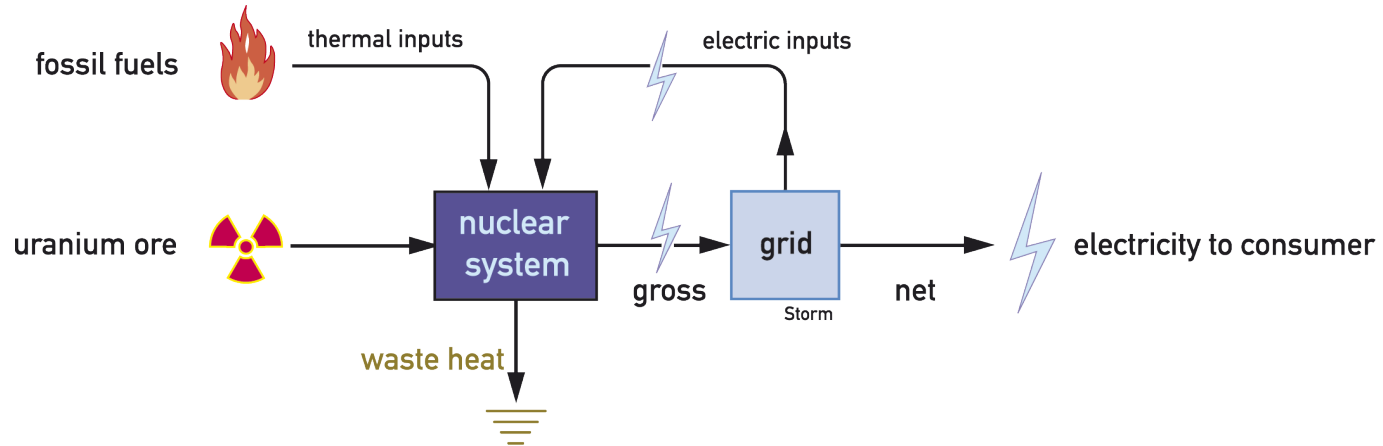 fossil fuels
thermal inputs
electric inputs
uranium ore
nuclear
system
gross
grid
Storm
net
electricity to consumer
waste heat